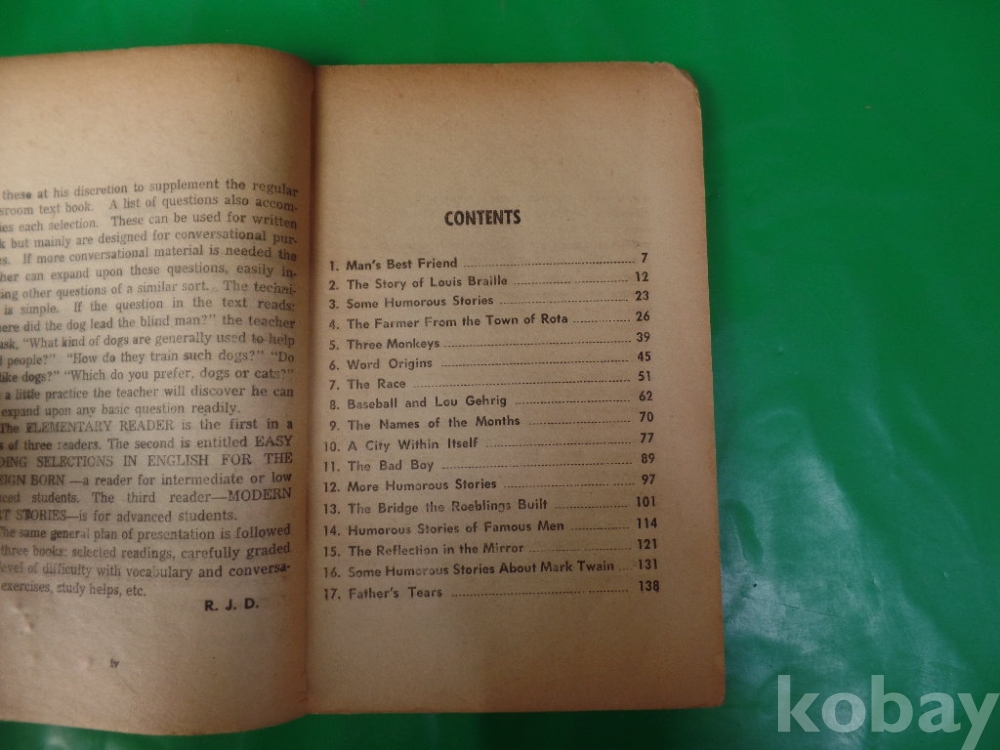 these at his discretion to supplement the regular
sroom text book. A list of questions also accom-
ies each selection. These can be used for written
k but mainly are designed for conversational pur-
es. If more conversational material is needed the
her can expand upon these questions, easily in-
ing other questions of a similar sort. The techni-
is simple. If the question in the text reads:
ere did the dog lead the blind man?" the teacher
ask, "What kind of dogs are generally used to help
d people?" "How do they train such dogs?" "Do
like dogs?" "Which do you prefer, dogs or cats?"
a little practice the teacher will discover he can
expand upon any basic question readily.
The ELEMENTARY READER is the first in a
s of three readers. The second is entitled EASY
DING SELECTIONS IN ENGLISH FOR THE
EIGN BORN—a reader for intermediate or low
nced students. The third reader—MODERN
RT STORIES—is for advanced students.
The same general plan of presentation is followed
three books: selected readings, carefully graded
level of difficulty with vocabulary and conversa-
exercises, study helps, etc.
R. J. D.
iv
CONTENTS
1. Man's Best Friend 7
2. The Story of Louis Braille 12
3. Some Humorous Stories 23
4. The Farmer From the Town of Rota 26
5. Three Monkeys 39
6. Word Origins 45
7. The Race 51
8. Baseball and Lou Gehrig 62
9. The Names of the Months 70
10. A City Within Itself 77
11. The Bad Boy 89
12. More Humorous Stories 97
13. The Bridge the Roeblings Built 101
14. Humorous Stories of Famous Men 114
15. The Reflection in the Mirror 121
16. Some Humorous Stories About Mark Twain 131
17. Father's Tears 138
kobay